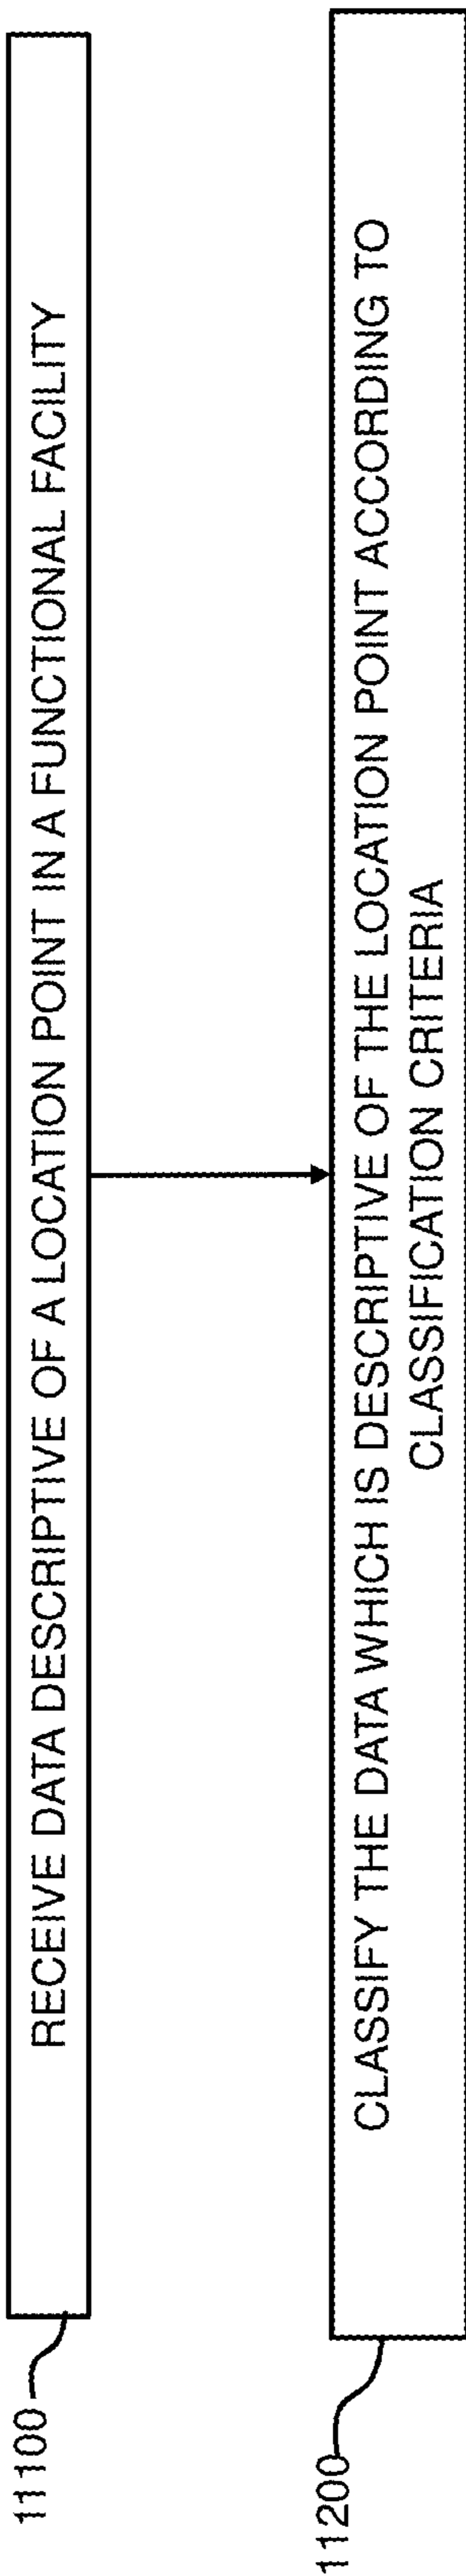 11100
RECEIVE DATA DESCRIPTIVE OF A LOCATION POINT IN A FUNCTIONAL FACILITY
11200
CLASSIFY THE DATA WHICH IS DESCRIPTIVE OF THE LOCATION POINT ACCORDING TO
CLASSIFICATION CRITERIA